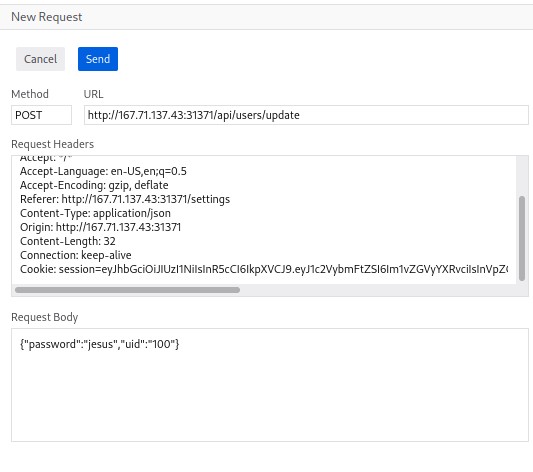 New Request
Cancel Send
Method URL
POST http://167.71.137.43:31371/api/users/update
Request Headers
Accept: */*
Accept-Language: en-US,en;q=0.5
Accept-Encoding: gzip, deflate
Referer: http://167.71.137.43:31371/settings
Content-Type: application/json
Origin: http://167.71.137.43:31371
Content-Length: 32
Connection: keep-alive
Cookie: session=eyJhbGciOiJIUzI1NiIsInR5cCI6IkpXVCJ9.eyJ1c2VybmFtZSI6Im1vZGVyYXRvciIsInVpZC
Request Body
{"password":"jesus","uid":"100"}